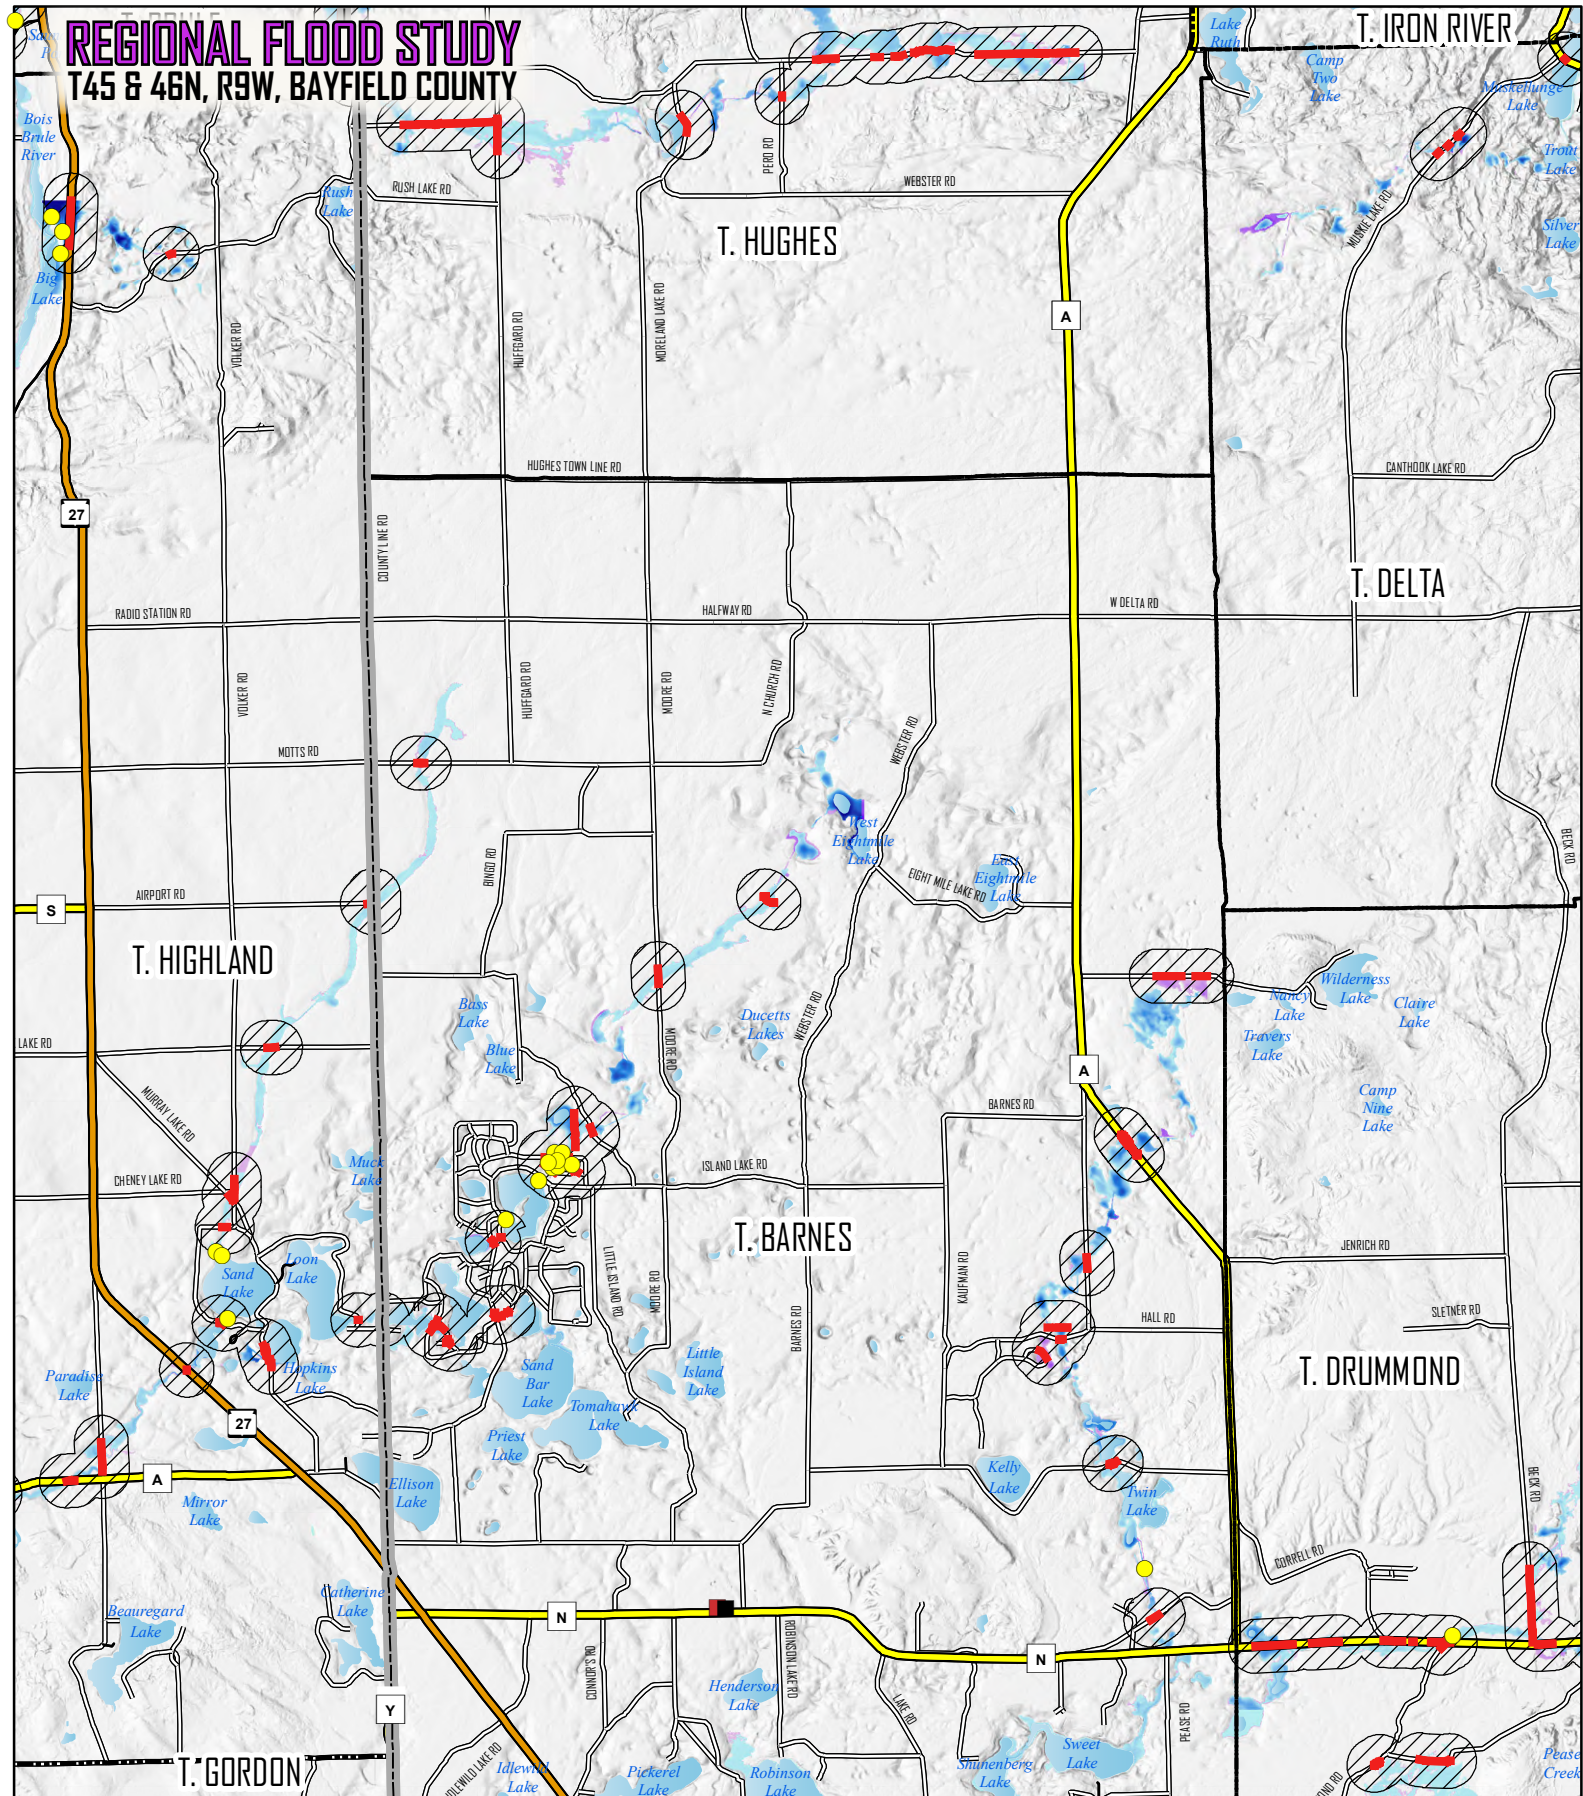 REGIONAL FLOOD STUDY
T45 & 46N, R9W, BAYFIELD COUNTY
T. IRON RIVER
Lake
Ruth
Camp
Two
Lake
Muskellunge
Lake
Bois
Brule
River
Trout
Lake
PERO RD
RUSH LAKE RD
WEBSTER RD
Rush
Lake
MUSKIE LAKE RD
Silver
Lake
T. HUGHES
Big
Lake
A
VOLKER RD
HUFFGARD RD
MORELAND LAKE RD
HUGHES TOWN LINE RD
CANTHOOK LAKE RD
27
COUNTY LINE RD
T. DELTA
RADIO STATION RD
HALFWAY RD
W DELTA RD
VOLKER RD
HUFFGARD RD
MOORE RD
N CHURCH RD
WEBSTER RD
MOTTS RD
West
Eightmile
Lake
BECK RD
BINGO RD
East
Eightmile
Lake
EIGHT MILE LAKE RD
AIRPORT RD
S
T. HIGHLAND
Bass
Lake
Ducetts
Lakes
WEBSTER RD
Nancy
Lake
Wilderness
Lake
Claire
Lake
Travers
Lake
LAKE RD
Blue
Lake
MOORE RD
A
MURRAY LAKE RD
BARNES RD
Camp
Nine
Lake
CHENEY LAKE RD
Muck
Lake
ISLAND LAKE RD
T. BARNES
JENRICH RD
Sand
Lake
Loon
Lake
LITTLE ISLAND RD
MOORE RD
KAUFMAN RD
BARNES RD
HALL RD
SLETNER RD
Paradise
Lake
Hopkins
Lake
Sand
Bar
Lake
Little
Island
Lake
T. DRUMMOND
Tomahawk
Lake
27
Priest
Lake
A
Ellison
Lake
Kelly
Lake
BECK RD
Mirror
Lake
Twin
Lake
CORRELL RD
Catherine
Lake
Beauregard
Lake
N
N
CONNORS RD
ROBINSON LAKE RD
Henderson
Lake
LAKE RD
Y
PEASE RD
T. GORDON
Idlewild
Lake
Pickerel
Lake
Robinson
Lake
Shunenberg
Lake
Sweet
Lake
Pease
Creek